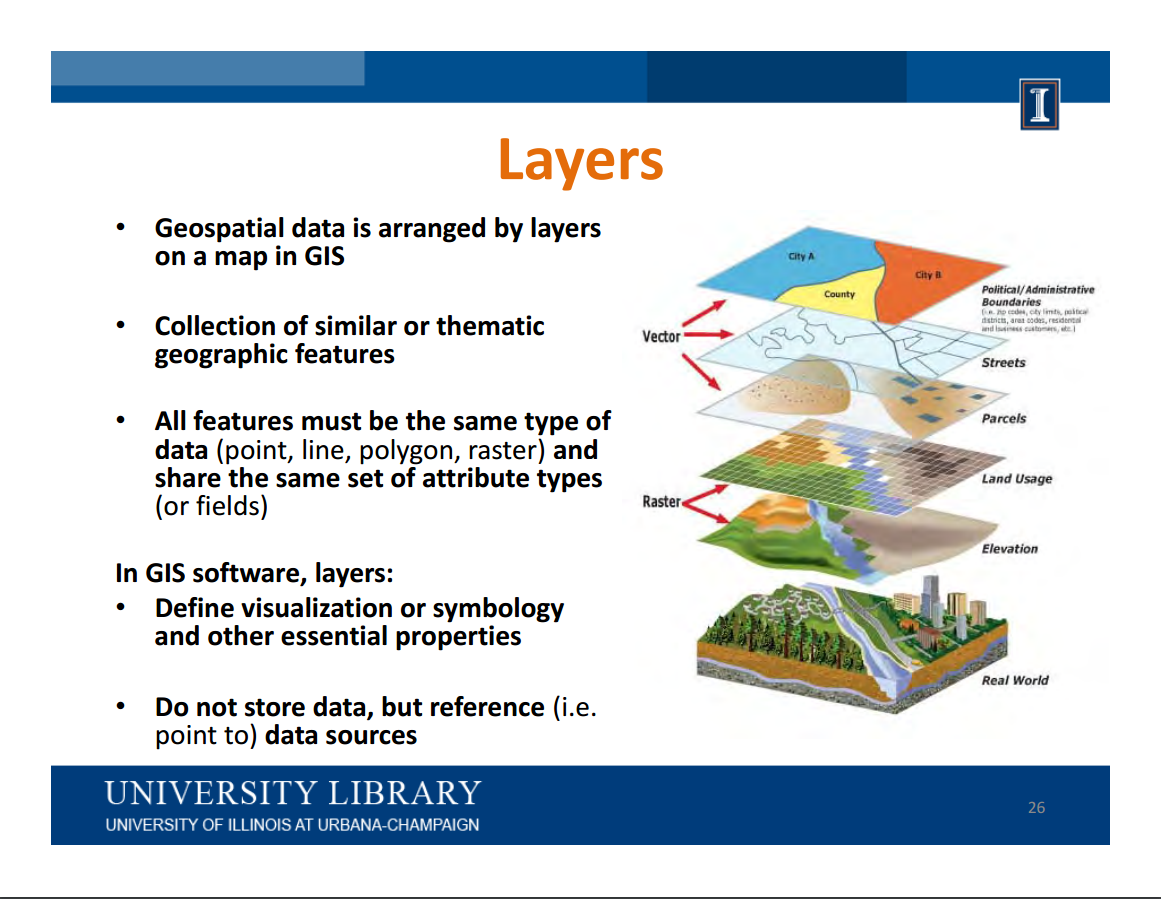 Layers
• Geospatial data is arranged by layers
on a map in GIS
• Collection of similar or thematic
geographic features
• All features must be the same type of
data (point, line, polygon, raster) and
share the same set of attribute types
(or fields)
In GIS software, layers:
• Define visualization or symbology
and other essential properties
• Do not store data, but reference (i.e.
point to) data sources
City A
City B
County
Political/Administrative
Boundaries
(i.e. zip codes, city limits, political
districts, area codes, residential
and business customers, etc.)
Vector
Streets
Parcels
Land Usage
Raster
Elevation
Real World
I
UNIVERSITY LIBRARY
UNIVERSITY OF ILLINOIS AT URBANA-CHAMPAIGN
26